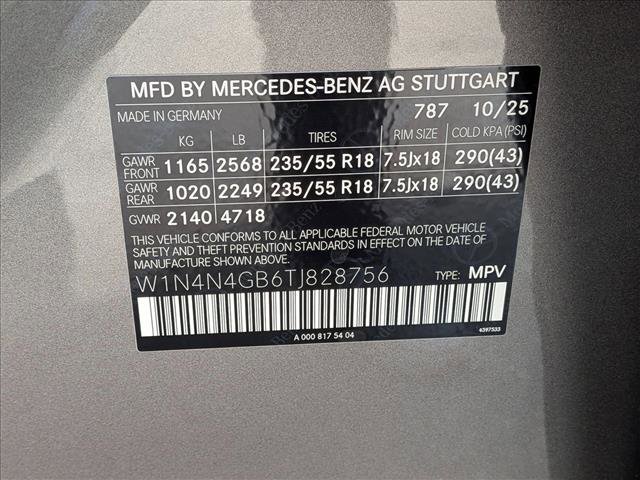 MFD BY MERCEDES-BENZ AG STUTTGART
MADE IN GERMANY 787 10/25
KG LB TIRES RIM SIZE COLD KPA (PSI)
GAWR FRONT 1165 2568 235/55 R18 7.5Jx18 290(43)
GAWR REAR 1020 2249 235/55 R18 7.5Jx18 290(43)
GVWR 2140 4718
THIS VEHICLE CONFORMS TO ALL APPLICABLE FEDERAL MOTOR VEHICLE
SAFETY AND THEFT PREVENTION STANDARDS IN EFFECT ON THE DATE OF
MANUFACTURE SHOWN ABOVE.
W1N4N4GB6TJ828756 TYPE: MPV
A 000 817 54 04 4397533